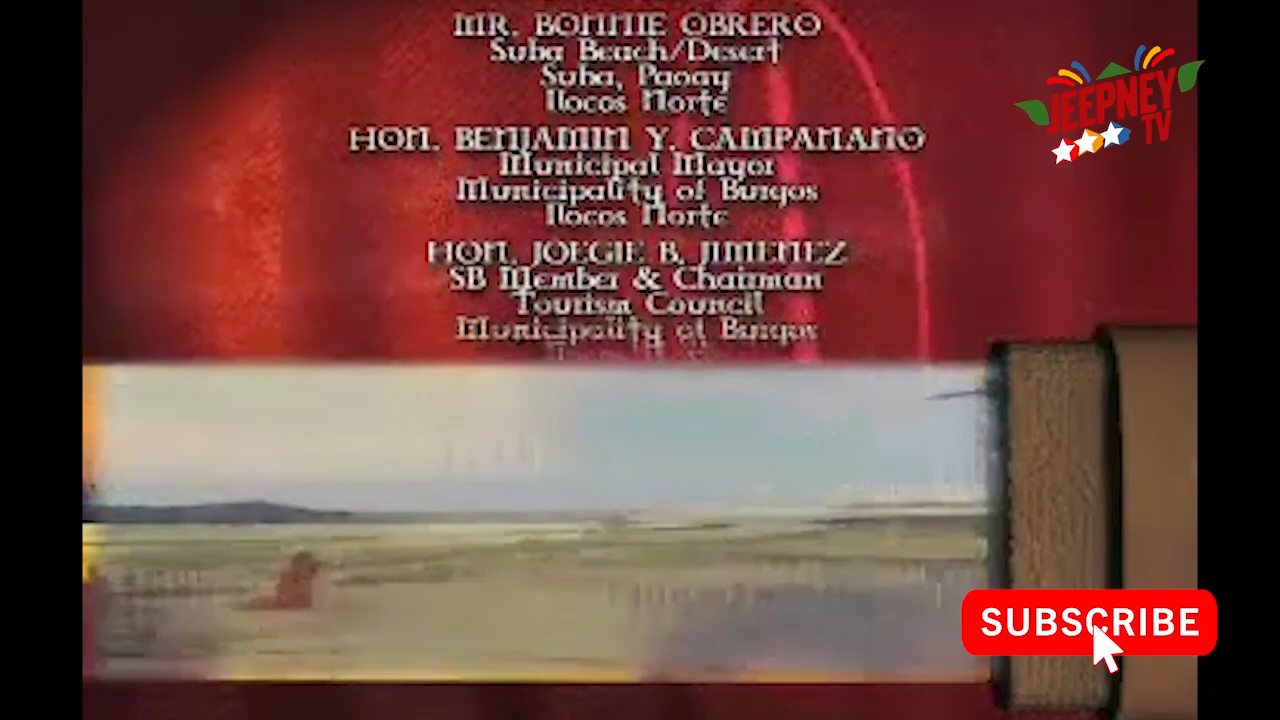 MR. BONNIE OBRERO
Suba Beach/Desert
Suba, Paoay
Ilocos Norte
HON. BENJAMIN Y. CAMPANANO
Municipal Mayor
Municipality of Burgos
Ilocos Norte
HON. JOEGIE B. JIMENEZ
SB Member & Chairman
Tourism Council
Municipality of Burgos
JEEPNEY
TV
SUBSCRIBE